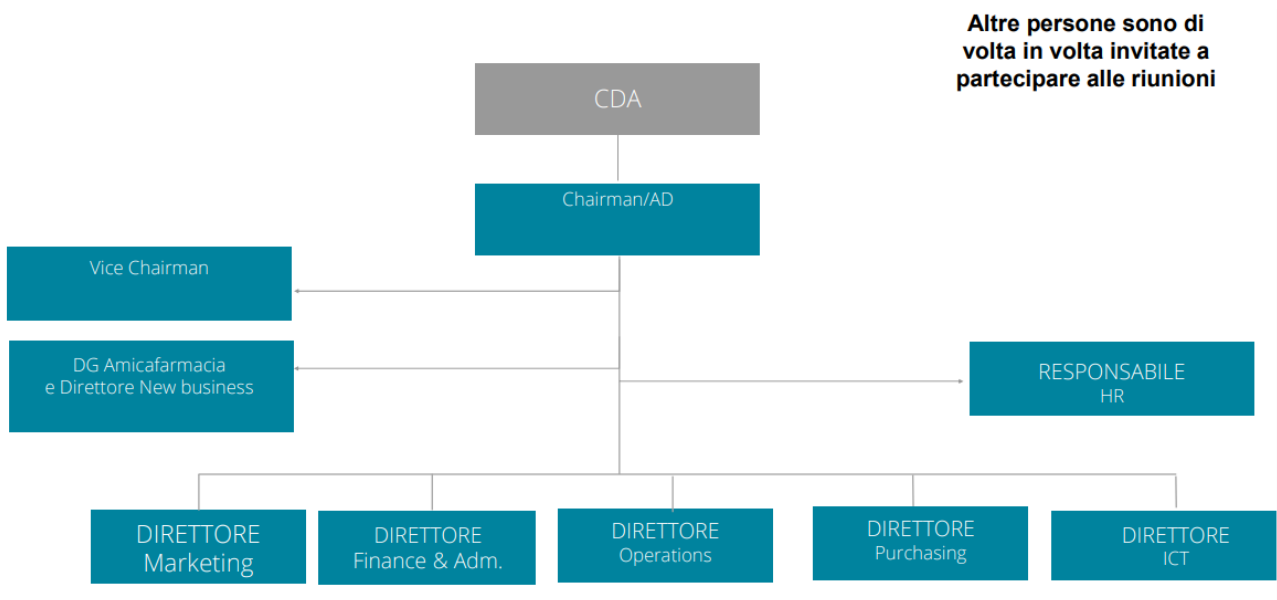 Altre persone sono di
volta in volta invitate a
partecipare alle riunioni
CDA
Chairman/AD
Vice Chairman
DG Amicafarmacia
e Direttore New business
RESPONSABILE
HR
DIRETTORE
Marketing
DIRETTORE
Finance & Adm.
DIRETTORE
Operations
DIRETTORE
Purchasing
DIRETTORE
ICT